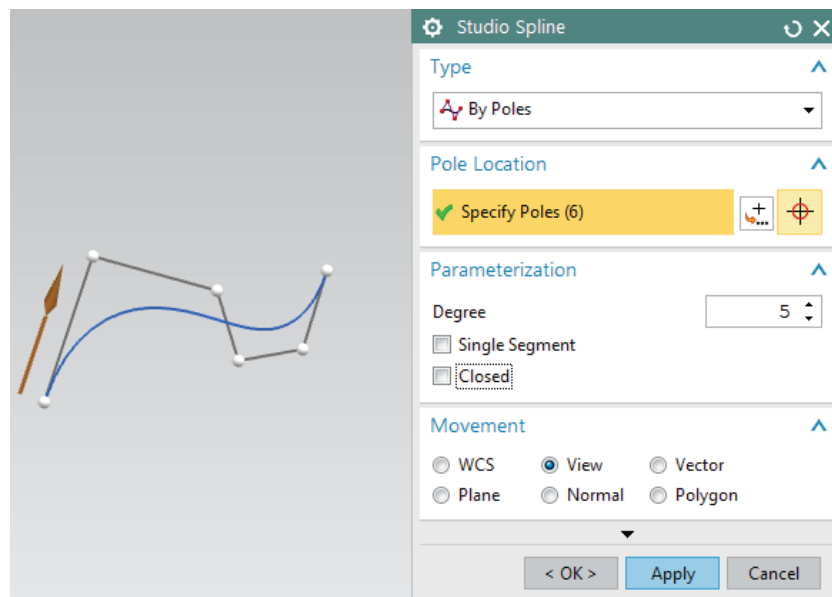 Studio Spline
Type
By Poles
Pole Location
Specify Poles (6)
Parameterization
Degree 5
Single Segment
Closed
Movement
WCS View Vector
Plane Normal Polygon
< OK > Apply Cancel